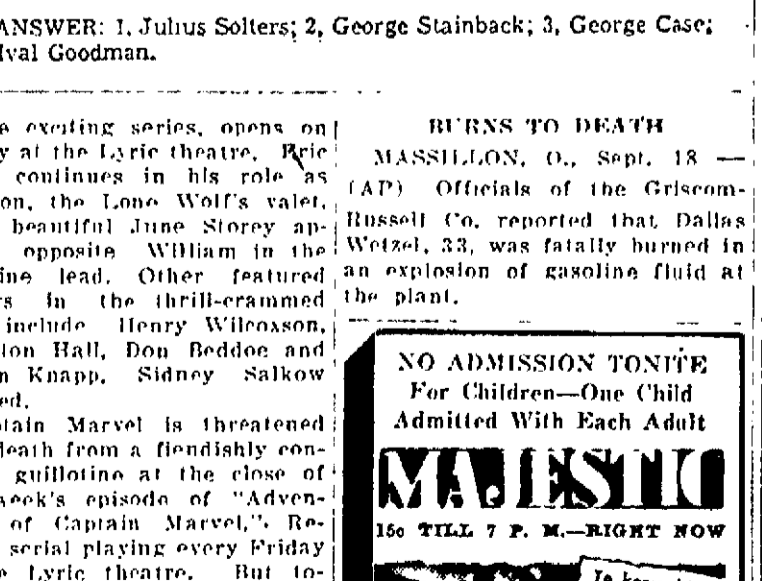 ANSWER: 1, Julius Solters; 2, George Stainback; 3, George Case;
Ival Goodman.
e exciting series, opens on
y at the Lyric theatre. Eric
continues in his role as
on, the Lone Wolf's valet,
beautiful June Storey ap-
opposite William in the
ine lead. Other featured
rs in the thrill-crammed
include Henry Wilcoxson,
lon Hall, Don Beddoe and
n Knapp. Sidney Salkow
ed.
ptain Marvel is threatened
death from a fiendishly con-
guillotine at the close of
week's episode of "Adven-
of Captain Marvel," Re-
serial playing every Friday
e Lyric theatre. But to-
BURNS TO DEATH
MASSILLON, O., Sept. 18 —
(AP) Officials of the Griscom-
Russell Co. reported that Dallas
Wetzel, 33, was fatally burned in
an explosion of gasoline fluid at
the plant.
NO ADMISSION TONITE
For Children—One Child
Admitted With Each Adult
MAJESTIC
15c TILL 7 P. M.—RIGHT NOW